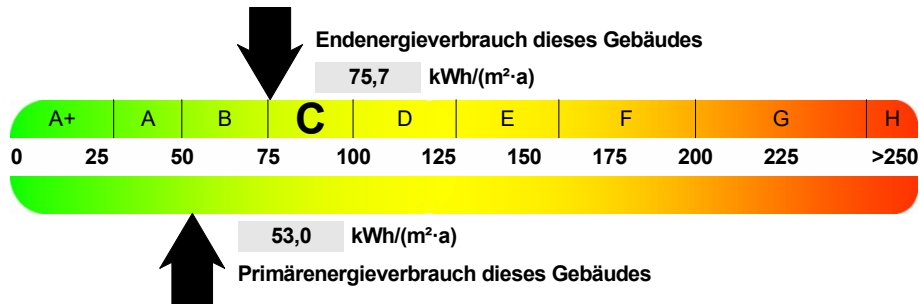 Endenergieverbrauch dieses Gebäudes
75,7 kWh/(m²·a)
A+ A B C D E F G H
0 25 50 75 100 125 150 175 200 225 >250
53,0 kWh/(m²·a)
Primärenergieverbrauch dieses Gebäudes